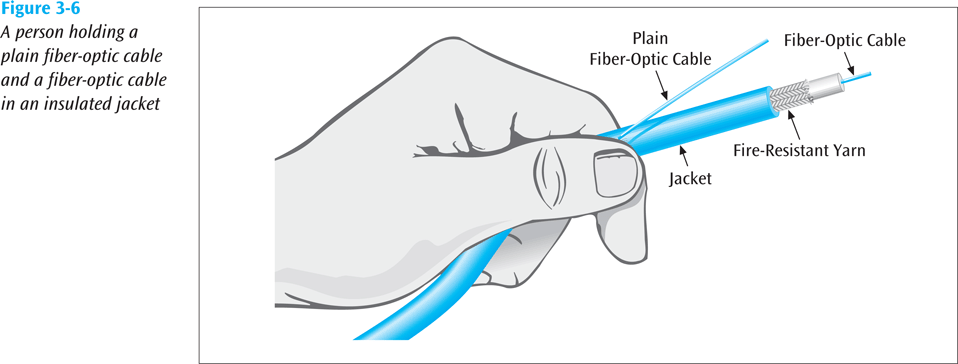 Figure 3-6
A person holding a
plain fiber-optic cable
and a fiber-optic cable
in an insulated jacket
Plain
Fiber-Optic Cable
Fiber-Optic Cable
Fire-Resistant Yarn
Jacket